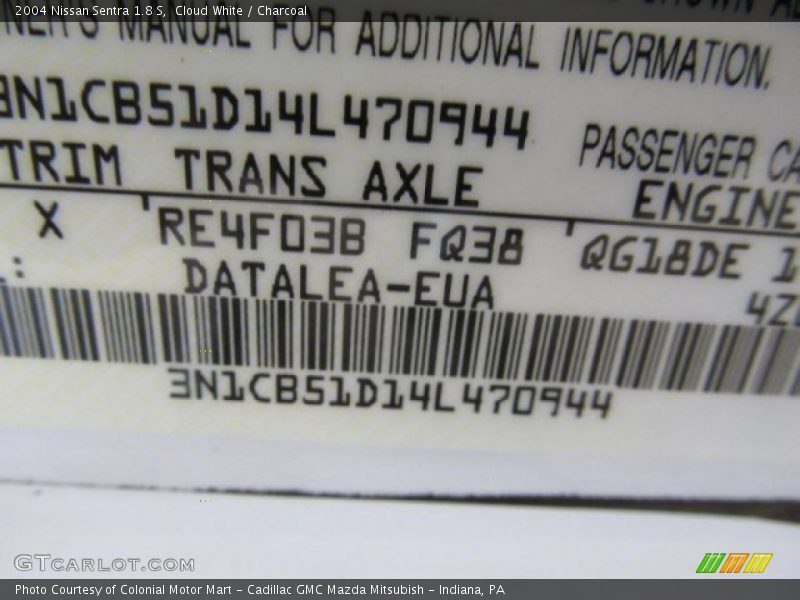 2004 Nissan Sentra 1.8 S, Cloud White / Charcoal
MANUAL FOR ADDITIONAL INFORMATION.
3N1CB51D14L470944
PASSENGER
TRIM TRANS AXLE ENGINE
X RE4F03B FQ38 QG18DE
DATALEA-EUA
3N1CB51D14L470944
GTCARLOT.COM
Photo Courtesy of Colonial Motor Mart - Cadillac GMC Mazda Mitsubish - Indiana, PA